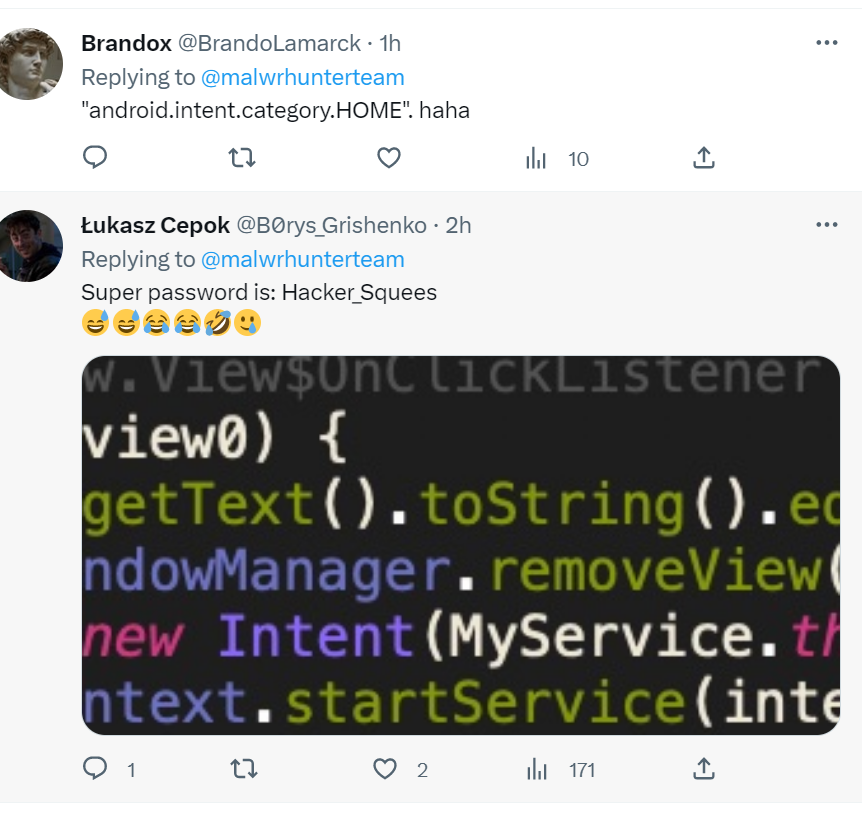 Brandox @BrandoLamarck · 1h
Replying to @malwrhunterteam
"android.intent.category.HOME". haha
10
Łukasz Cepok @B0rys_Grishenko · 2h
Replying to @malwrhunterteam
Super password is: Hacker_Squees
😅😅😂😂🤣🥲
w.View$OnClickListener
view0) {
getText().toString().eq
ndowManager.removeView(
new Intent(MyService.th
ntext.startService(inte
1 2 171